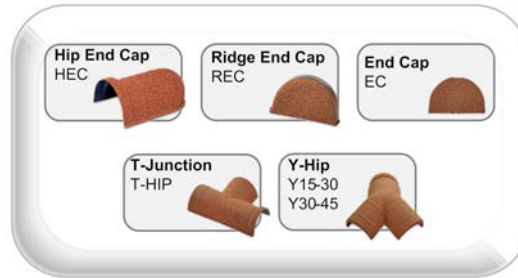 Hip End Cap
HEC
Ridge End Cap
REC
End Cap
EC
T-Junction
T-HIP
Y-Hip
Y15-30
Y30-45